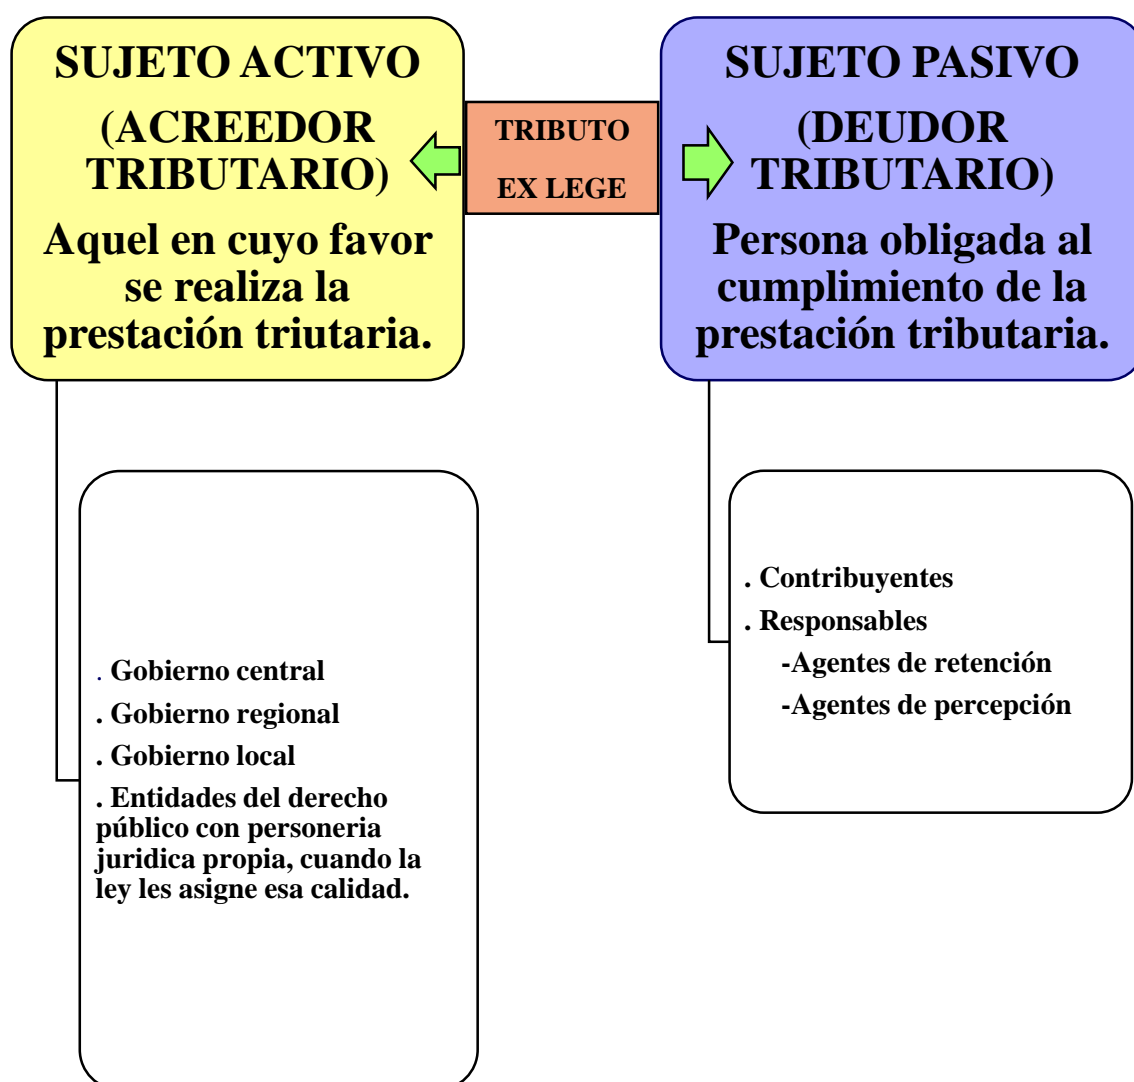 SUJETO ACTIVO
(ACREEDOR
TRIBUTARIO)
Aquel en cuyo favor
se realiza la
prestación triutaria.
TRIBUTO
EX LEGE
SUJETO PASIVO
(DEUDOR
TRIBUTARIO)
Persona obligada al
cumplimiento de la
prestación tributaria.
. Gobierno central
. Gobierno regional
. Gobierno local
. Entidades del derecho
público con personeria
juridica propia, cuando la
ley les asigne esa calidad.
. Contribuyentes
. Responsables
-Agentes de retención
-Agentes de percepción